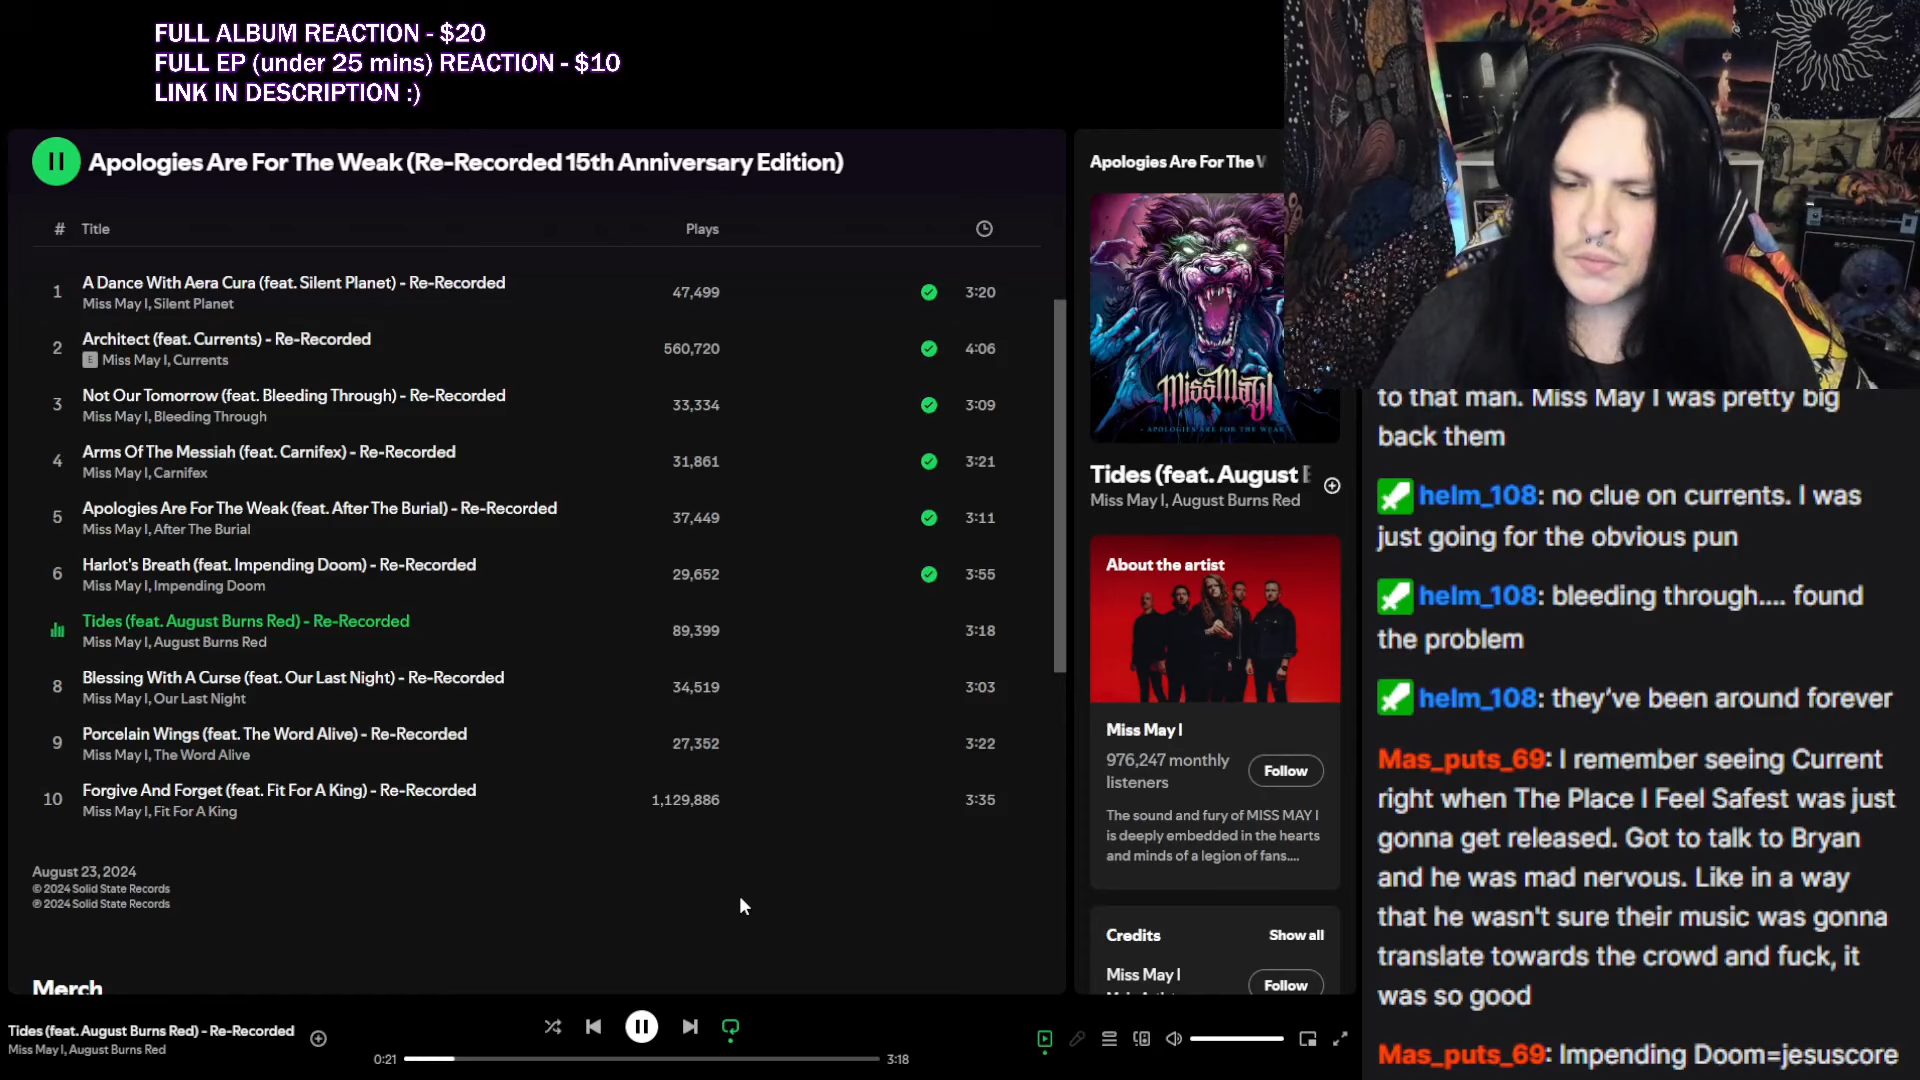 FULL ALBUM REACTION - $20
FULL EP (under 25 mins) REACTION - $10
LINK IN DESCRIPTION :)
Apologies Are For The Weak (Re-Recorded 15th Anniversary Edition)
# Title Plays
1 A Dance With Aera Cura (feat. Silent Planet) - Re-Recorded 47,499 3:20
Miss May I, Silent Planet
2 Architect (feat. Currents) - Re-Recorded 560,720 4:06
E Miss May I, Currents
3 Not Our Tomorrow (feat. Bleeding Through) - Re-Recorded 33,334 3:09
Miss May I, Bleeding Through
4 Arms Of The Messiah (feat. Carnifex) - Re-Recorded 31,861 3:21
Miss May I, Carnifex
5 Apologies Are For The Weak (feat. After The Burial) - Re-Recorded 37,449 3:11
Miss May I, After The Burial
6 Harlot's Breath (feat. Impending Doom) - Re-Recorded 29,652 3:55
Miss May I, Impending Doom
Tides (feat. August Burns Red) - Re-Recorded 89,399 3:18
Miss May I, August Burns Red
8 Blessing With A Curse (feat. Our Last Night) - Re-Recorded 34,519 3:03
Miss May I, Our Last Night
9 Porcelain Wings (feat. The Word Alive) - Re-Recorded 27,352 3:22
Miss May I, The Word Alive
10 Forgive And Forget (feat. Fit For A King) - Re-Recorded 1,129,886 3:35
Miss May I, Fit For A King
August 23, 2024
© 2024 Solid State Records
℗ 2024 Solid State Records
Merch
Apologies Are For The W
MISS MAY I
APOLOGIES ARE FOR THE WEAK
Tides (feat. August
Miss May I, August Burns Red
About the artist
Miss May I
976,247 monthly
listeners
Follow
The sound and fury of MISS MAY I
is deeply embedded in the hearts
and minds of a legion of fans....
Credits Show all
Miss May I
Follow
to that man. Miss May I was pretty big
back them
helm_108: no clue on currents. I was
just going for the obvious pun
helm_108: bleeding through.... found
the problem
helm_108: they've been around forever
Mas_puts_69: I remember seeing Current
right when The Place I Feel Safest was just
gonna get released. Got to talk to Bryan
and he was mad nervous. Like in a way
that he wasn't sure their music was gonna
translate towards the crowd and fuck, it
was so good
Mas_puts_69: Impending Doom=jesuscore
Tides (feat. August Burns Red) - Re-Recorded
Miss May I, August Burns Red
0:21 3:18